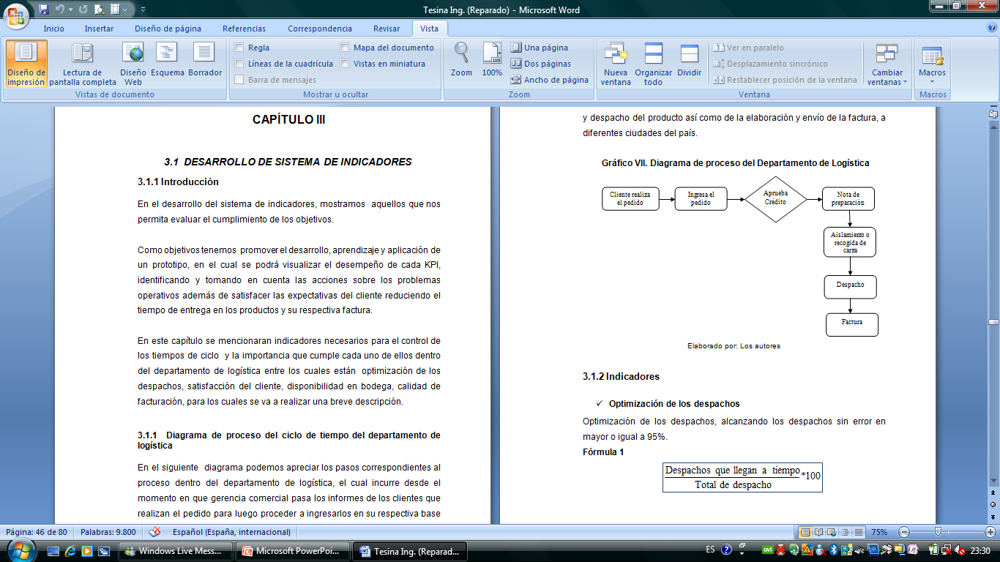 Tesina Ing. (Reparado) - Microsoft Word
Inicio Insertar Diseño de página Referencias Correspondencia Revisar Vista
Diseño de impresión
Lectura de pantalla completa
Diseño Web
Esquema
Borrador
Vistas de documento
Regla
Líneas de la cuadrícula
Barra de mensajes
Mapa del documento
Vistas en miniatura
Mostrar u ocultar
Zoom
100%
Una página
Dos páginas
Ancho de página
Zoom
Nueva ventana
Organizar todo
Dividir
Ver en paralelo
Desplazamiento sincrónico
Restablecer posición de la ventana
Cambiar ventanas
Ventana
Macros
Macros
CAPÍTULO III
3.1 DESARROLLO DE SISTEMA DE INDICADORES
3.1.1 Introducción
En el desarrollo del sistema de indicadores, mostramos aquellos que nos
permita evaluar el cumplimiento de los objetivos.
Como objetivos tenemos promover el desarrollo, aprendizaje y aplicación de
un prototipo, en el cual se podrá visualizar el desempeño de cada KPI,
identificando y tomando en cuenta las acciones sobre los problemas
operativos además de satisfacer las expectativas del cliente reduciendo el
tiempo de entrega en los productos y su respectiva factura.
En este capítulo se mencionaran indicadores necesarios para el control de
los tiempos de ciclo y la importancia que cumple cada uno de ellos dentro
del departamento de logística entre los cuales están optimización de los
despachos, satisfacción del cliente, disponibilidad en bodega, calidad de
facturación, para los cuales se va a realizar una breve descripción.
3.1.1 Diagrama de proceso del ciclo de tiempo del departamento de
logística
En el siguiente diagrama podemos apreciar los pasos correspondientes al
proceso dentro del departamento de logística, el cual incurre desde el
momento en que gerencia comercial pasa los informes de los clientes que
realizan el pedido para luego proceder a ingresarlos en su respectiva base
y despacho del producto así como de la elaboración y envío de la factura, a
diferentes ciudades del país.
Gráfico VII. Diagrama de proceso del Departamento de Logística
Cliente realiza
el pedido
Ingresa el
pedido
Aprueba
Crédito
Nota de
preparación
Aislamiento o
recogida de
carga
Despacho
Factura
Elaborado por: Los autores
3.1.2 Indicadores
✓ Optimización de los despachos
Optimización de los despachos, alcanzando los despachos sin error en
mayor o igual a 95%.
Fórmula 1
Despachos que llegan a tiempo
Total de despacho
*100
Página: 46 de 80 Palabras: 9.800 Español (España, internacional) 75%
Windows Live Mess... Microsoft PowerPoi... Tesina Ing. (Reparad... ES ovi 23:30